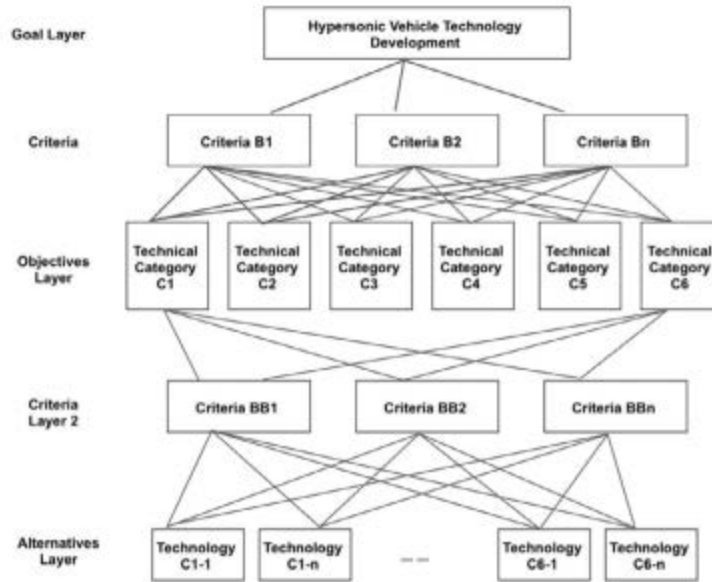 Goal Layer
Hypersonic Vehicle Technology
Development
Criteria
Criteria B1
Criteria B2
Criteria Bn
Objectives
Layer
Technical
Category
C1
Technical
Category
C2
Technical
Category
C3
Technical
Category
C4
Technical
Category
C5
Technical
Category
C6
Criteria
Layer 2
Criteria BB1
Criteria BB2
Criteria BBn
Alternatives
Layer
Technology
C1-1
Technology
C1-n
Technology
C6-1
Technology
C6-n